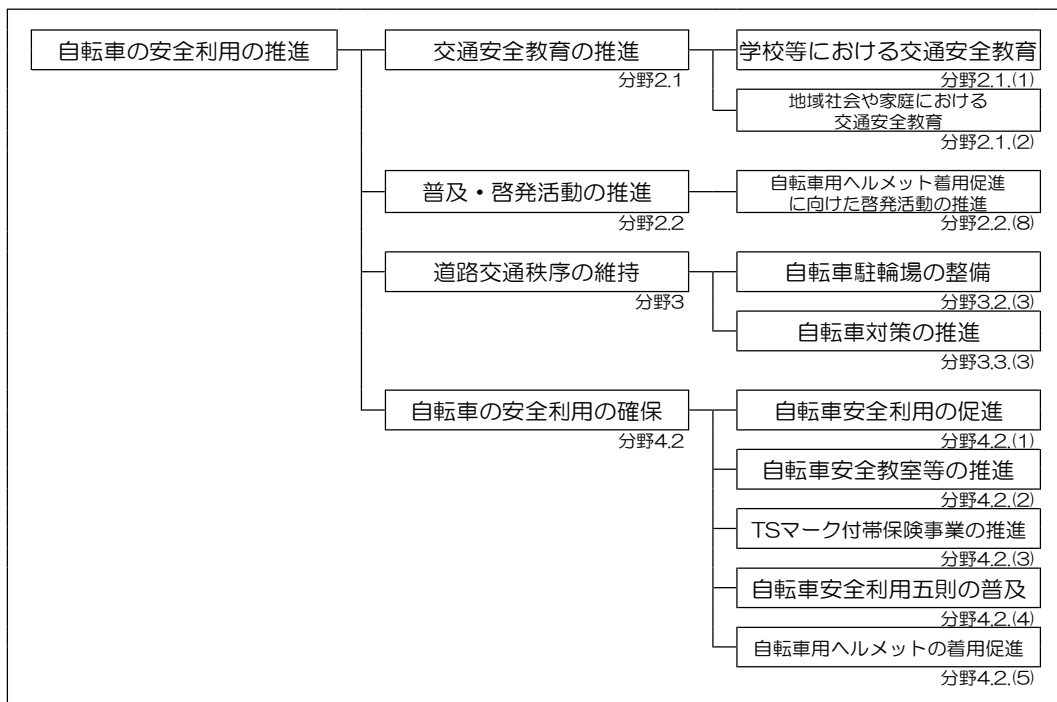 自転車の安全利用の推進
交通安全教育の推進
分野2.1
学校等における交通安全教育
分野2.1.(1)
地域社会や家庭における
交通安全教育
分野2.1.(2)
普及・啓発活動の推進
分野2.2
自転車用ヘルメット着用促進
に向けた啓発活動の推進
分野2.2.(8)
道路交通秩序の維持
分野3
自転車駐輪場の整備
分野3.2.(3)
自転車対策の推進
分野3.3.(3)
自転車の安全利用の確保
分野4.2
自転車安全利用の促進
分野4.2.(1)
自転車安全教室等の推進
分野4.2.(2)
TSマーク付帯保険事業の推進
分野4.2.(3)
自転車安全利用五則の普及
分野4.2.(4)
自転車用ヘルメットの着用促進
分野4.2.(5)